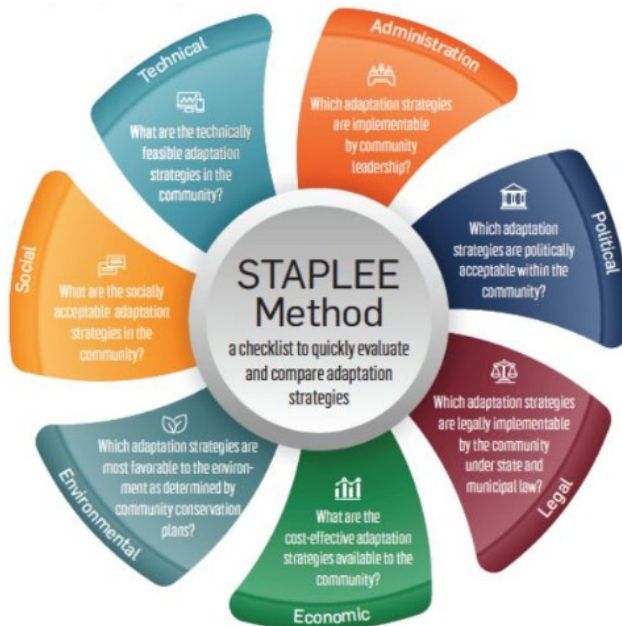 STAPLEE
Method
a checklist to quickly evaluate
and compare adaptation
strategies
Social
What are the socially
acceptable adaptation
strategies in the
community?
Technical
What are the technically
feasible adaptation
strategies in the
community?
Administration
Which adaptation strategies
are implementable
by community
leadership?
Political
Which adaptation
strategies are politically
acceptable within the
community?
Legal
Which adaptation strategies
are legally implementable
by the community
under state and
municipal law?
Economic
What are the
cost-effective adaptation
strategies available to the
community?
Environmental
Which adaptation strategies are
most favorable to the environ-
ment as determined by
community conservation
plans?